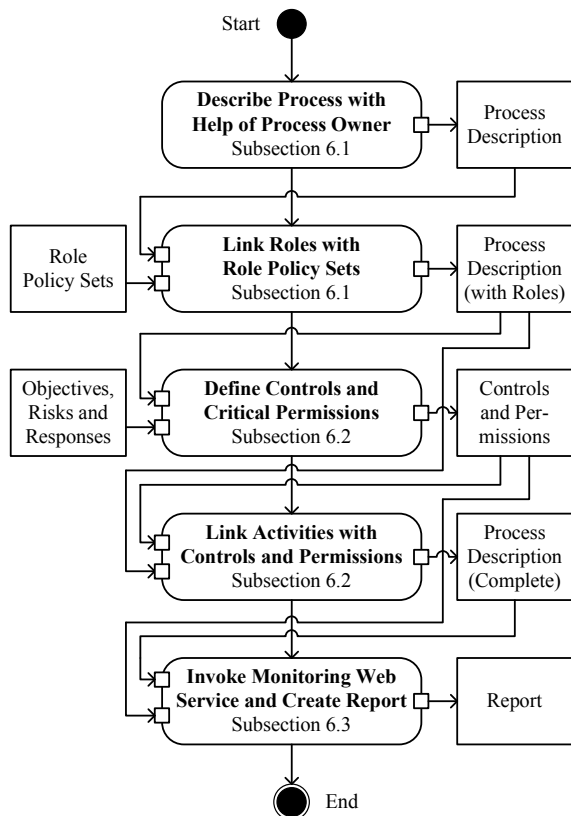 Start
Describe Process with
Help of Process Owner
Subsection 6.1
Process
Description
Role
Policy Sets
Link Roles with
Role Policy Sets
Subsection 6.1
Process
Description
(with Roles)
Objectives,
Risks and
Responses
Define Controls and
Critical Permissions
Subsection 6.2
Controls
and Per-
missions
Link Activities with
Controls and Permissions
Subsection 6.2
Process
Description
(Complete)
Invoke Monitoring Web
Service and Create Report
Subsection 6.3
Report
End